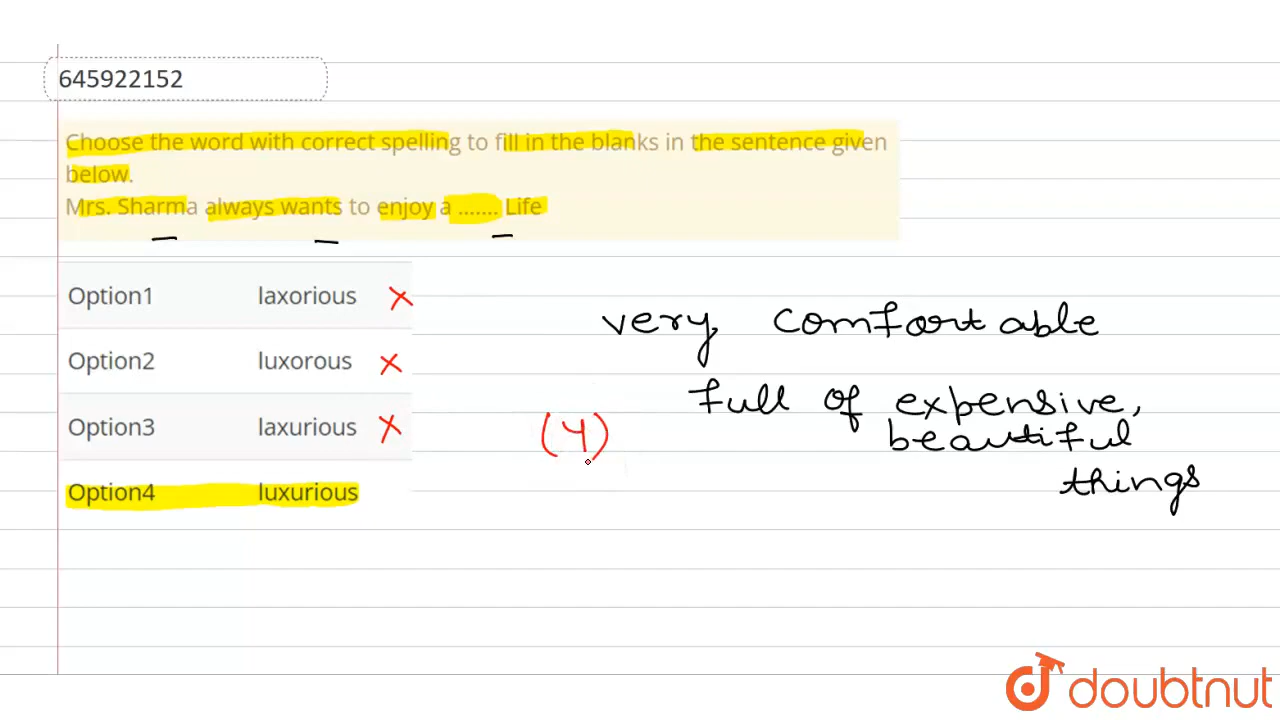 645922152
Choose the word with correct spelling to fill in the blanks in the sentence given
below.
Mrs. Sharma always wants to enjoy a ....... Life
Option1 laxorious ×
Option2 luxorous ×
Option3 laxurious ×
Option4 luxurious
very comfortable
full of expensive,
beautiful
things
(4)
doubtnut